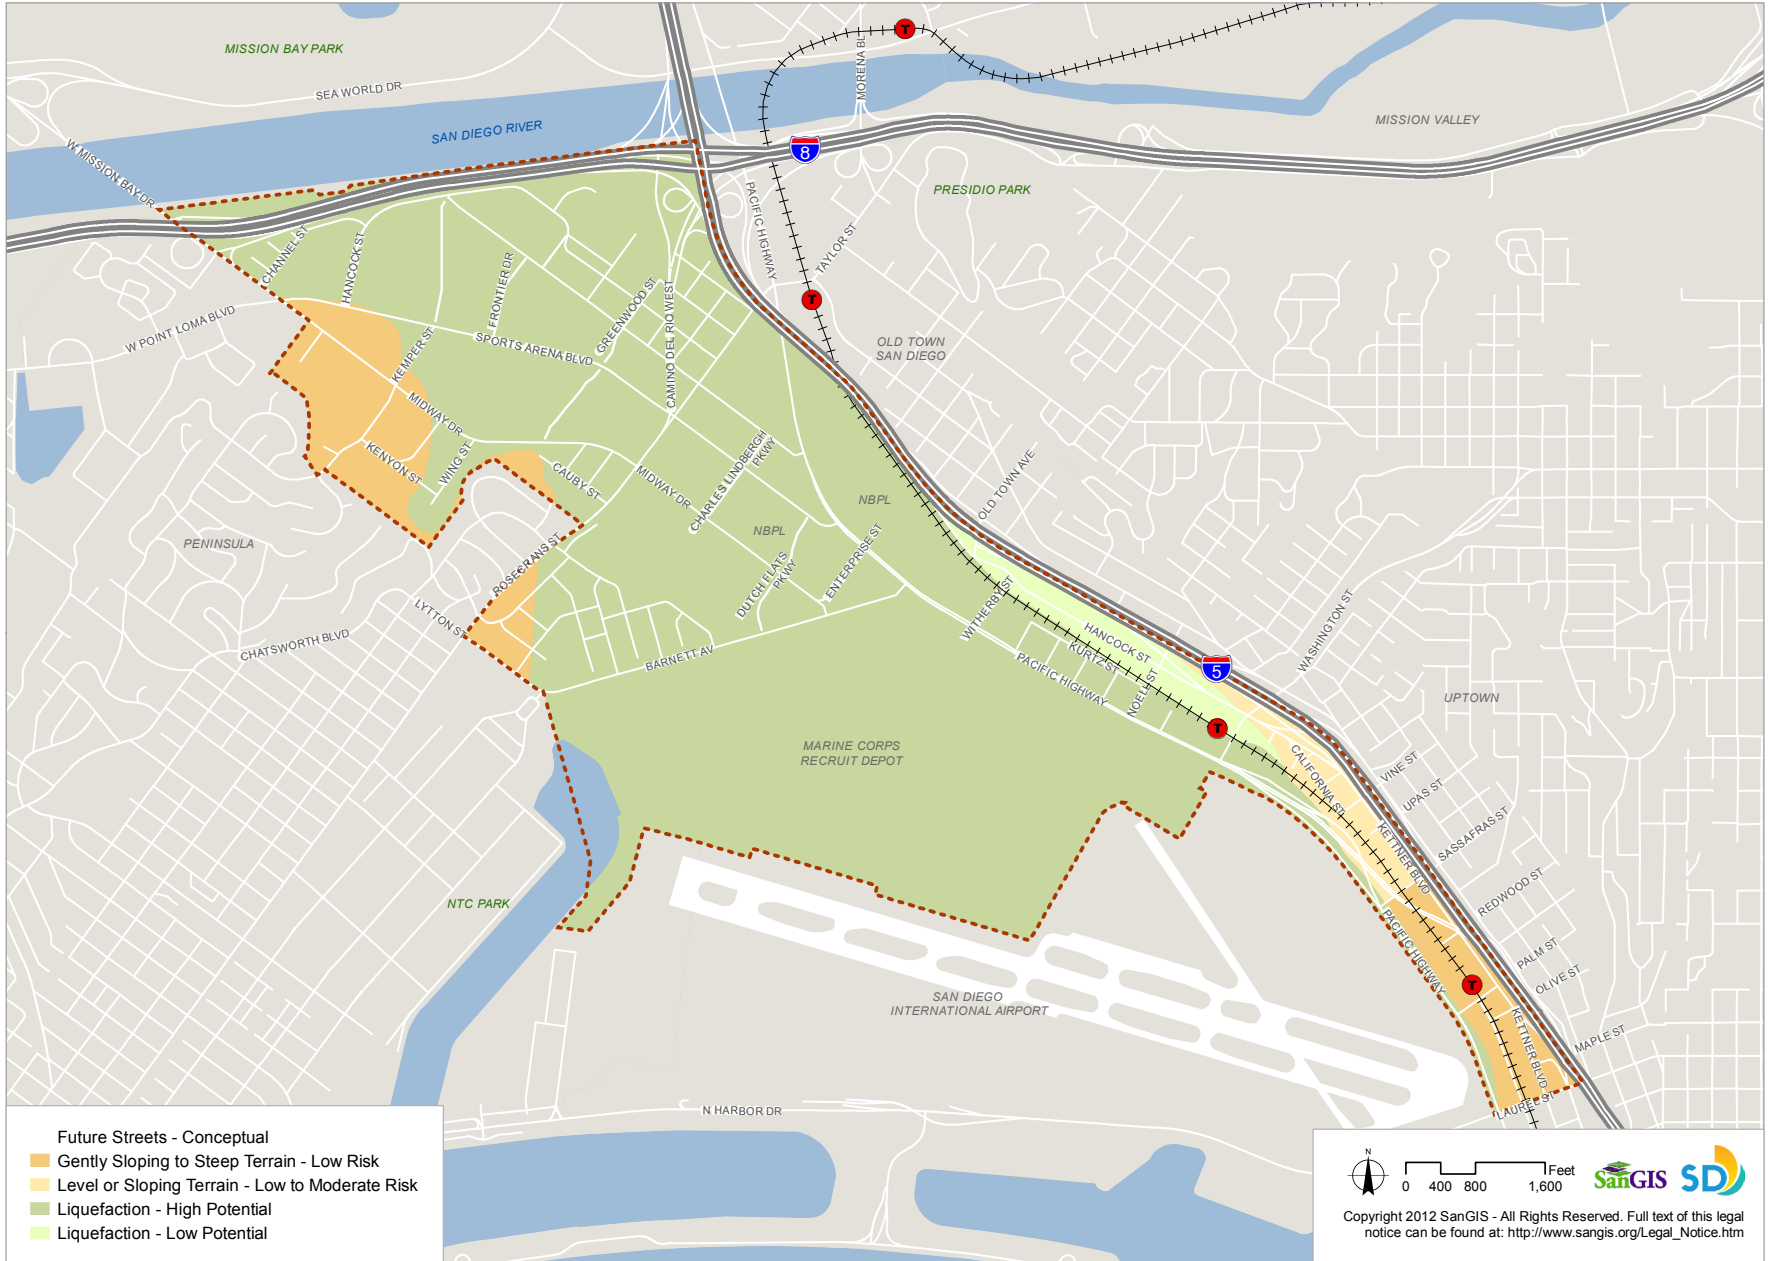 MISSION BAY PARK
SEA WORLD DR
SAN DIEGO RIVER
W MISSION BAY DR
MORENA BL
T
8
MISSION VALLEY
PRESIDIO PARK
PACIFIC HIGHWAY
TAYLOR ST
T
OLD TOWN
SAN DIEGO
CHANNEL ST
HANCOCK ST
FRONTIER DR
GREENWOOD ST
CAMINO DEL RIO WEST
W POINT LOMA BLVD
KEMPER ST
SPORTS ARENA BLVD
MIDWAY DR
KENYON ST
WING ST
CAUBY ST
MIDWAY DR
CHARLES LINDBERGH
PKWY
NBPL
NBPL
OLD TOWN AVE
PENINSULA
ROSECRANS ST
LYTTON ST
CHATSWORTH BLVD
DUTCH FLATS
PKWY
ENTERPRISE ST
BARNETT AV
WITHERBY ST
HANCOCK ST
KURTZ ST
PACIFIC HIGHWAY
NOELL ST
5
WASHINGTON ST
UPTOWN
T
MARINE CORPS
RECRUIT DEPOT
CALIFORNIA ST
VINE ST
UPAS ST
SASSAFRAS ST
KETTNER BLVD
REDWOOD ST
NTC PARK
PACIFIC HIGHWAY
PALM ST
OLIVE ST
T
SAN DIEGO
INTERNATIONAL AIRPORT
KETTNER BLVD
MAPLE ST
LAUREL ST
N HARBOR DR
Future Streets - Conceptual
Gently Sloping to Steep Terrain - Low Risk
Level or Sloping Terrain - Low to Moderate Risk
Liquefaction - High Potential
Liquefaction - Low Potential
N
Feet
0 400 800 1,600
SanGIS
SD
Copyright 2012 SanGIS - All Rights Reserved. Full text of this legal
notice can be found at: http://www.sangis.org/Legal_Notice.htm